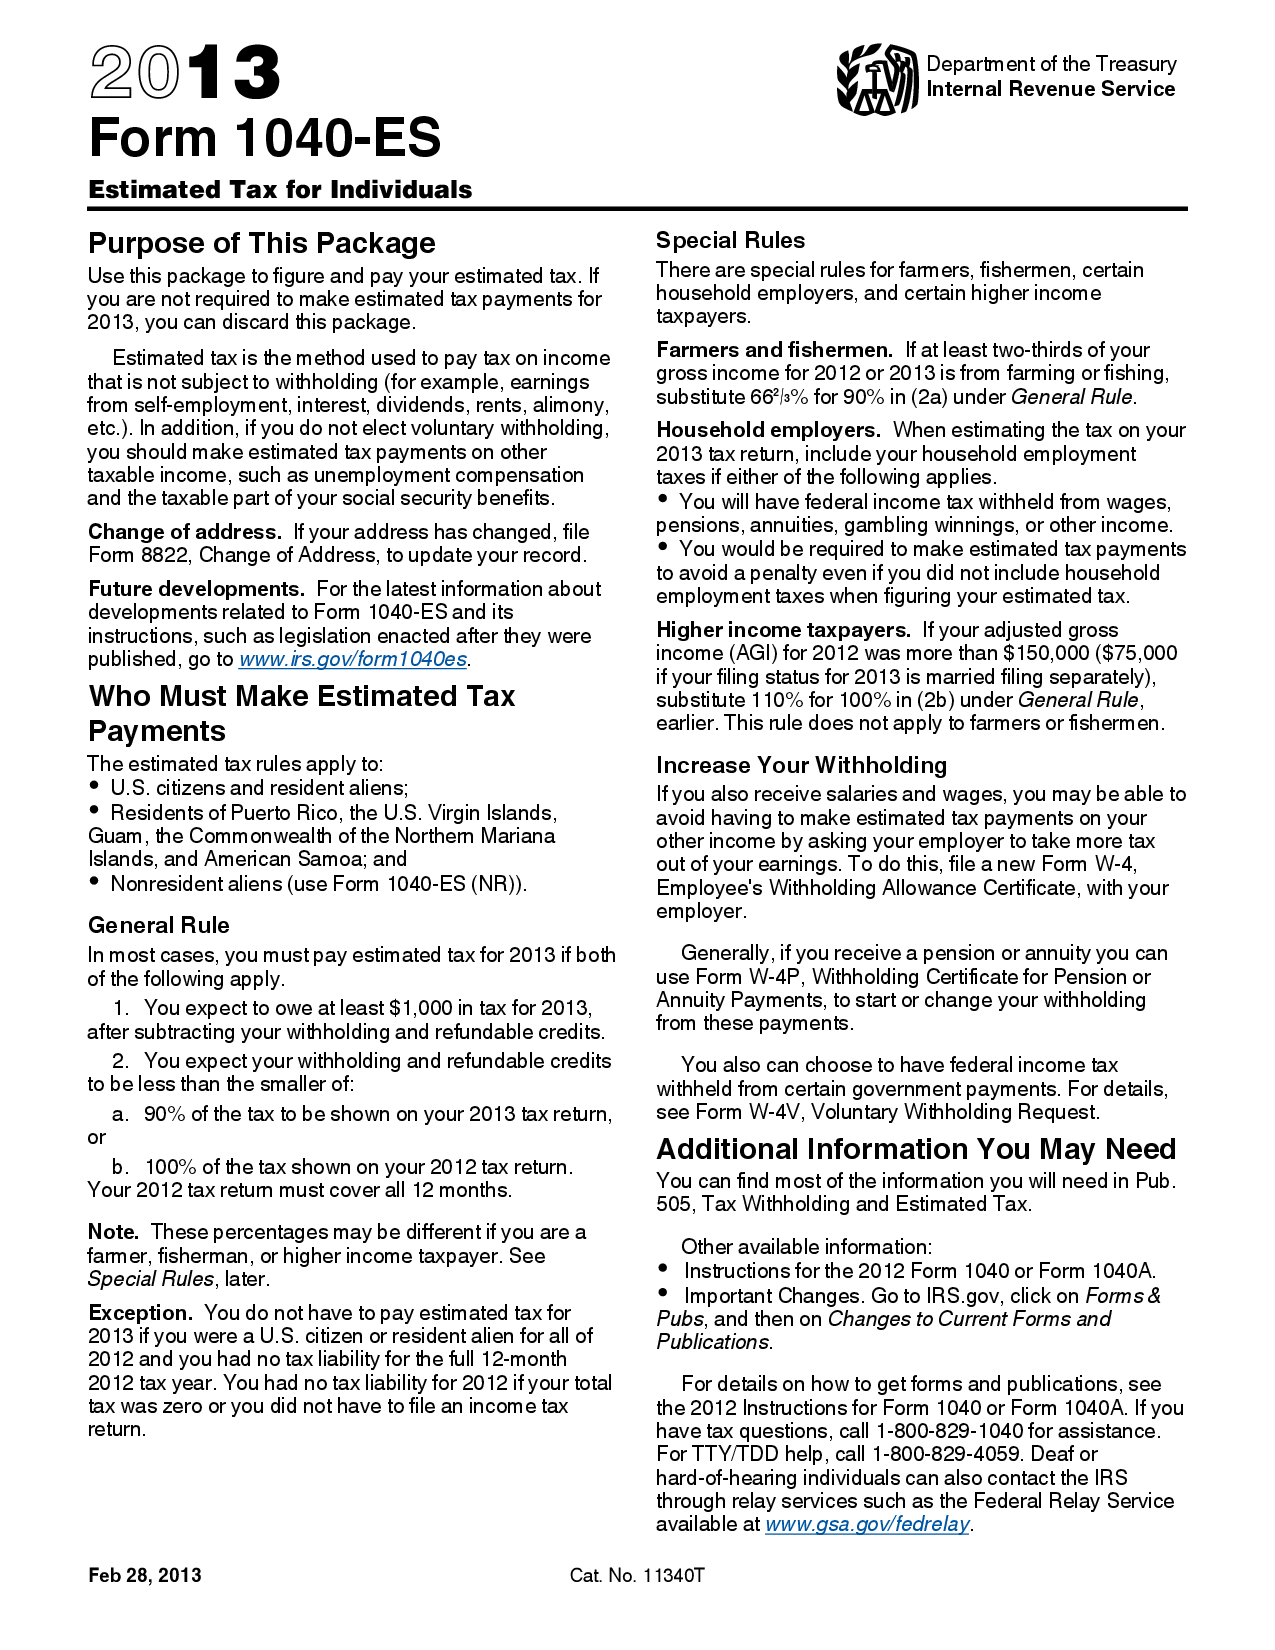 2013
Form 1040-ES
Estimated Tax for Individuals
Department of the Treasury
Internal Revenue Service
Purpose of This Package
Use this package to figure and pay your estimated tax. If
you are not required to make estimated tax payments for
2013, you can discard this package.
Estimated tax is the method used to pay tax on income
that is not subject to withholding (for example, earnings
from self-employment, interest, dividends, rents, alimony,
etc.). In addition, if you do not elect voluntary withholding,
you should make estimated tax payments on other
taxable income, such as unemployment compensation
and the taxable part of your social security benefits.
Change of address. If your address has changed, file
Form 8822, Change of Address, to update your record.
Future developments. For the latest information about
developments related to Form 1040-ES and its
instructions, such as legislation enacted after they were
published, go to www.irs.gov/form1040es.
Who Must Make Estimated Tax
Payments
The estimated tax rules apply to:
• U.S. citizens and resident aliens;
• Residents of Puerto Rico, the U.S. Virgin Islands,
Guam, the Commonwealth of the Northern Mariana
Islands, and American Samoa; and
• Nonresident aliens (use Form 1040-ES (NR)).
General Rule
In most cases, you must pay estimated tax for 2013 if both
of the following apply.
1. You expect to owe at least $1,000 in tax for 2013,
after subtracting your withholding and refundable credits.
2. You expect your withholding and refundable credits
to be less than the smaller of:
a. 90% of the tax to be shown on your 2013 tax return,
or
b. 100% of the tax shown on your 2012 tax return.
Your 2012 tax return must cover all 12 months.
Note. These percentages may be different if you are a
farmer, fisherman, or higher income taxpayer. See
Special Rules, later.
Exception. You do not have to pay estimated tax for
2013 if you were a U.S. citizen or resident alien for all of
2012 and you had no tax liability for the full 12-month
2012 tax year. You had no tax liability for 2012 if your total
tax was zero or you did not have to file an income tax
return.
Special Rules
There are special rules for farmers, fishermen, certain
household employers, and certain higher income
taxpayers.
Farmers and fishermen. If at least two-thirds of your
gross income for 2012 or 2013 is from farming or fishing,
substitute 66²/₃% for 90% in (2a) under General Rule.
Household employers. When estimating the tax on your
2013 tax return, include your household employment
taxes if either of the following applies.
• You will have federal income tax withheld from wages,
pensions, annuities, gambling winnings, or other income.
• You would be required to make estimated tax payments
to avoid a penalty even if you did not include household
employment taxes when figuring your estimated tax.
Higher income taxpayers. If your adjusted gross
income (AGI) for 2012 was more than $150,000 ($75,000
if your filing status for 2013 is married filing separately),
substitute 110% for 100% in (2b) under General Rule,
earlier. This rule does not apply to farmers or fishermen.
Increase Your Withholding
If you also receive salaries and wages, you may be able to
avoid having to make estimated tax payments on your
other income by asking your employer to take more tax
out of your earnings. To do this, file a new Form W-4,
Employee's Withholding Allowance Certificate, with your
employer.
Generally, if you receive a pension or annuity you can
use Form W-4P, Withholding Certificate for Pension or
Annuity Payments, to start or change your withholding
from these payments.
You also can choose to have federal income tax
withheld from certain government payments. For details,
see Form W-4V, Voluntary Withholding Request.
Additional Information You May Need
You can find most of the information you will need in Pub.
505, Tax Withholding and Estimated Tax.
Other available information:
• Instructions for the 2012 Form 1040 or Form 1040A.
• Important Changes. Go to IRS.gov, click on Forms &
Pubs, and then on Changes to Current Forms and
Publications.
For details on how to get forms and publications, see
the 2012 Instructions for Form 1040 or Form 1040A. If you
have tax questions, call 1-800-829-1040 for assistance.
For TTY/TDD help, call 1-800-829-4059. Deaf or
hard-of-hearing individuals can also contact the IRS
through relay services such as the Federal Relay Service
available at www.gsa.gov/fedrelay.
Feb 28, 2013
Cat. No. 11340T